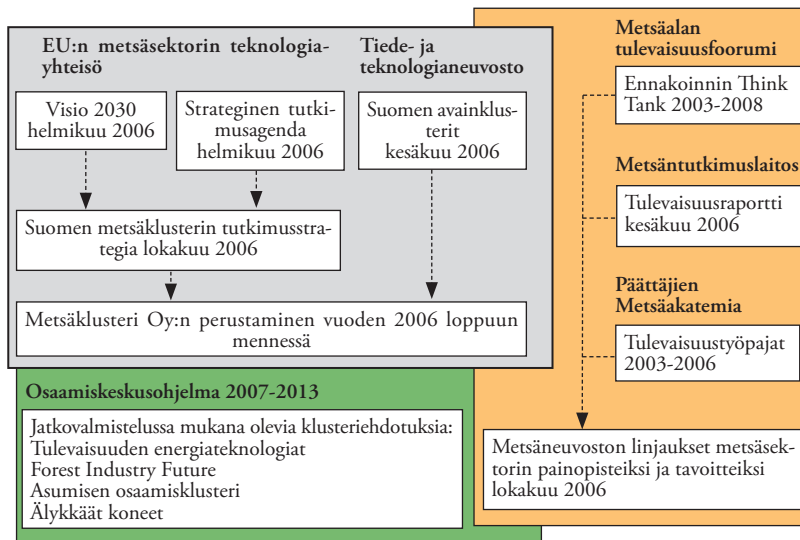 EU:n metsäsektorin teknologia-
yhteisö
Visio 2030
helmikuu 2006
Strateginen tutki-
musagenda
helmikuu 2006
Tiede- ja
teknologianeuvosto
Suomen avainklus-
terit
kesäkuu 2006
Suomen metsäklusterin tutkimusstra-
tegia lokakuu 2006
Metsäklusteri Oy:n perustaminen vuoden 2006 loppuun
mennessä
Osaamiskeskusohjelma 2007-2013
Jatkovalmistelussa mukana olevia klusteriehdotuksia:
Tulevaisuuden energiateknologiat
Forest Industry Future
Asumisen osaamisklusteri
Älykkäät koneet
Metsäalan
tulevaisuusfoorumi
Ennakoinnin Think
Tank 2003-2008
Metsäntutkimuslaitos
Tulevaisuusraportti
kesäkuu 2006
Päättäjien
Metsäakatemia
Tulevaisuustyöpajat
2003-2006
Metsäneuvoston linjaukset metsäsek-
torin painopisteiksi ja tavoitteiksi
lokakuu 2006